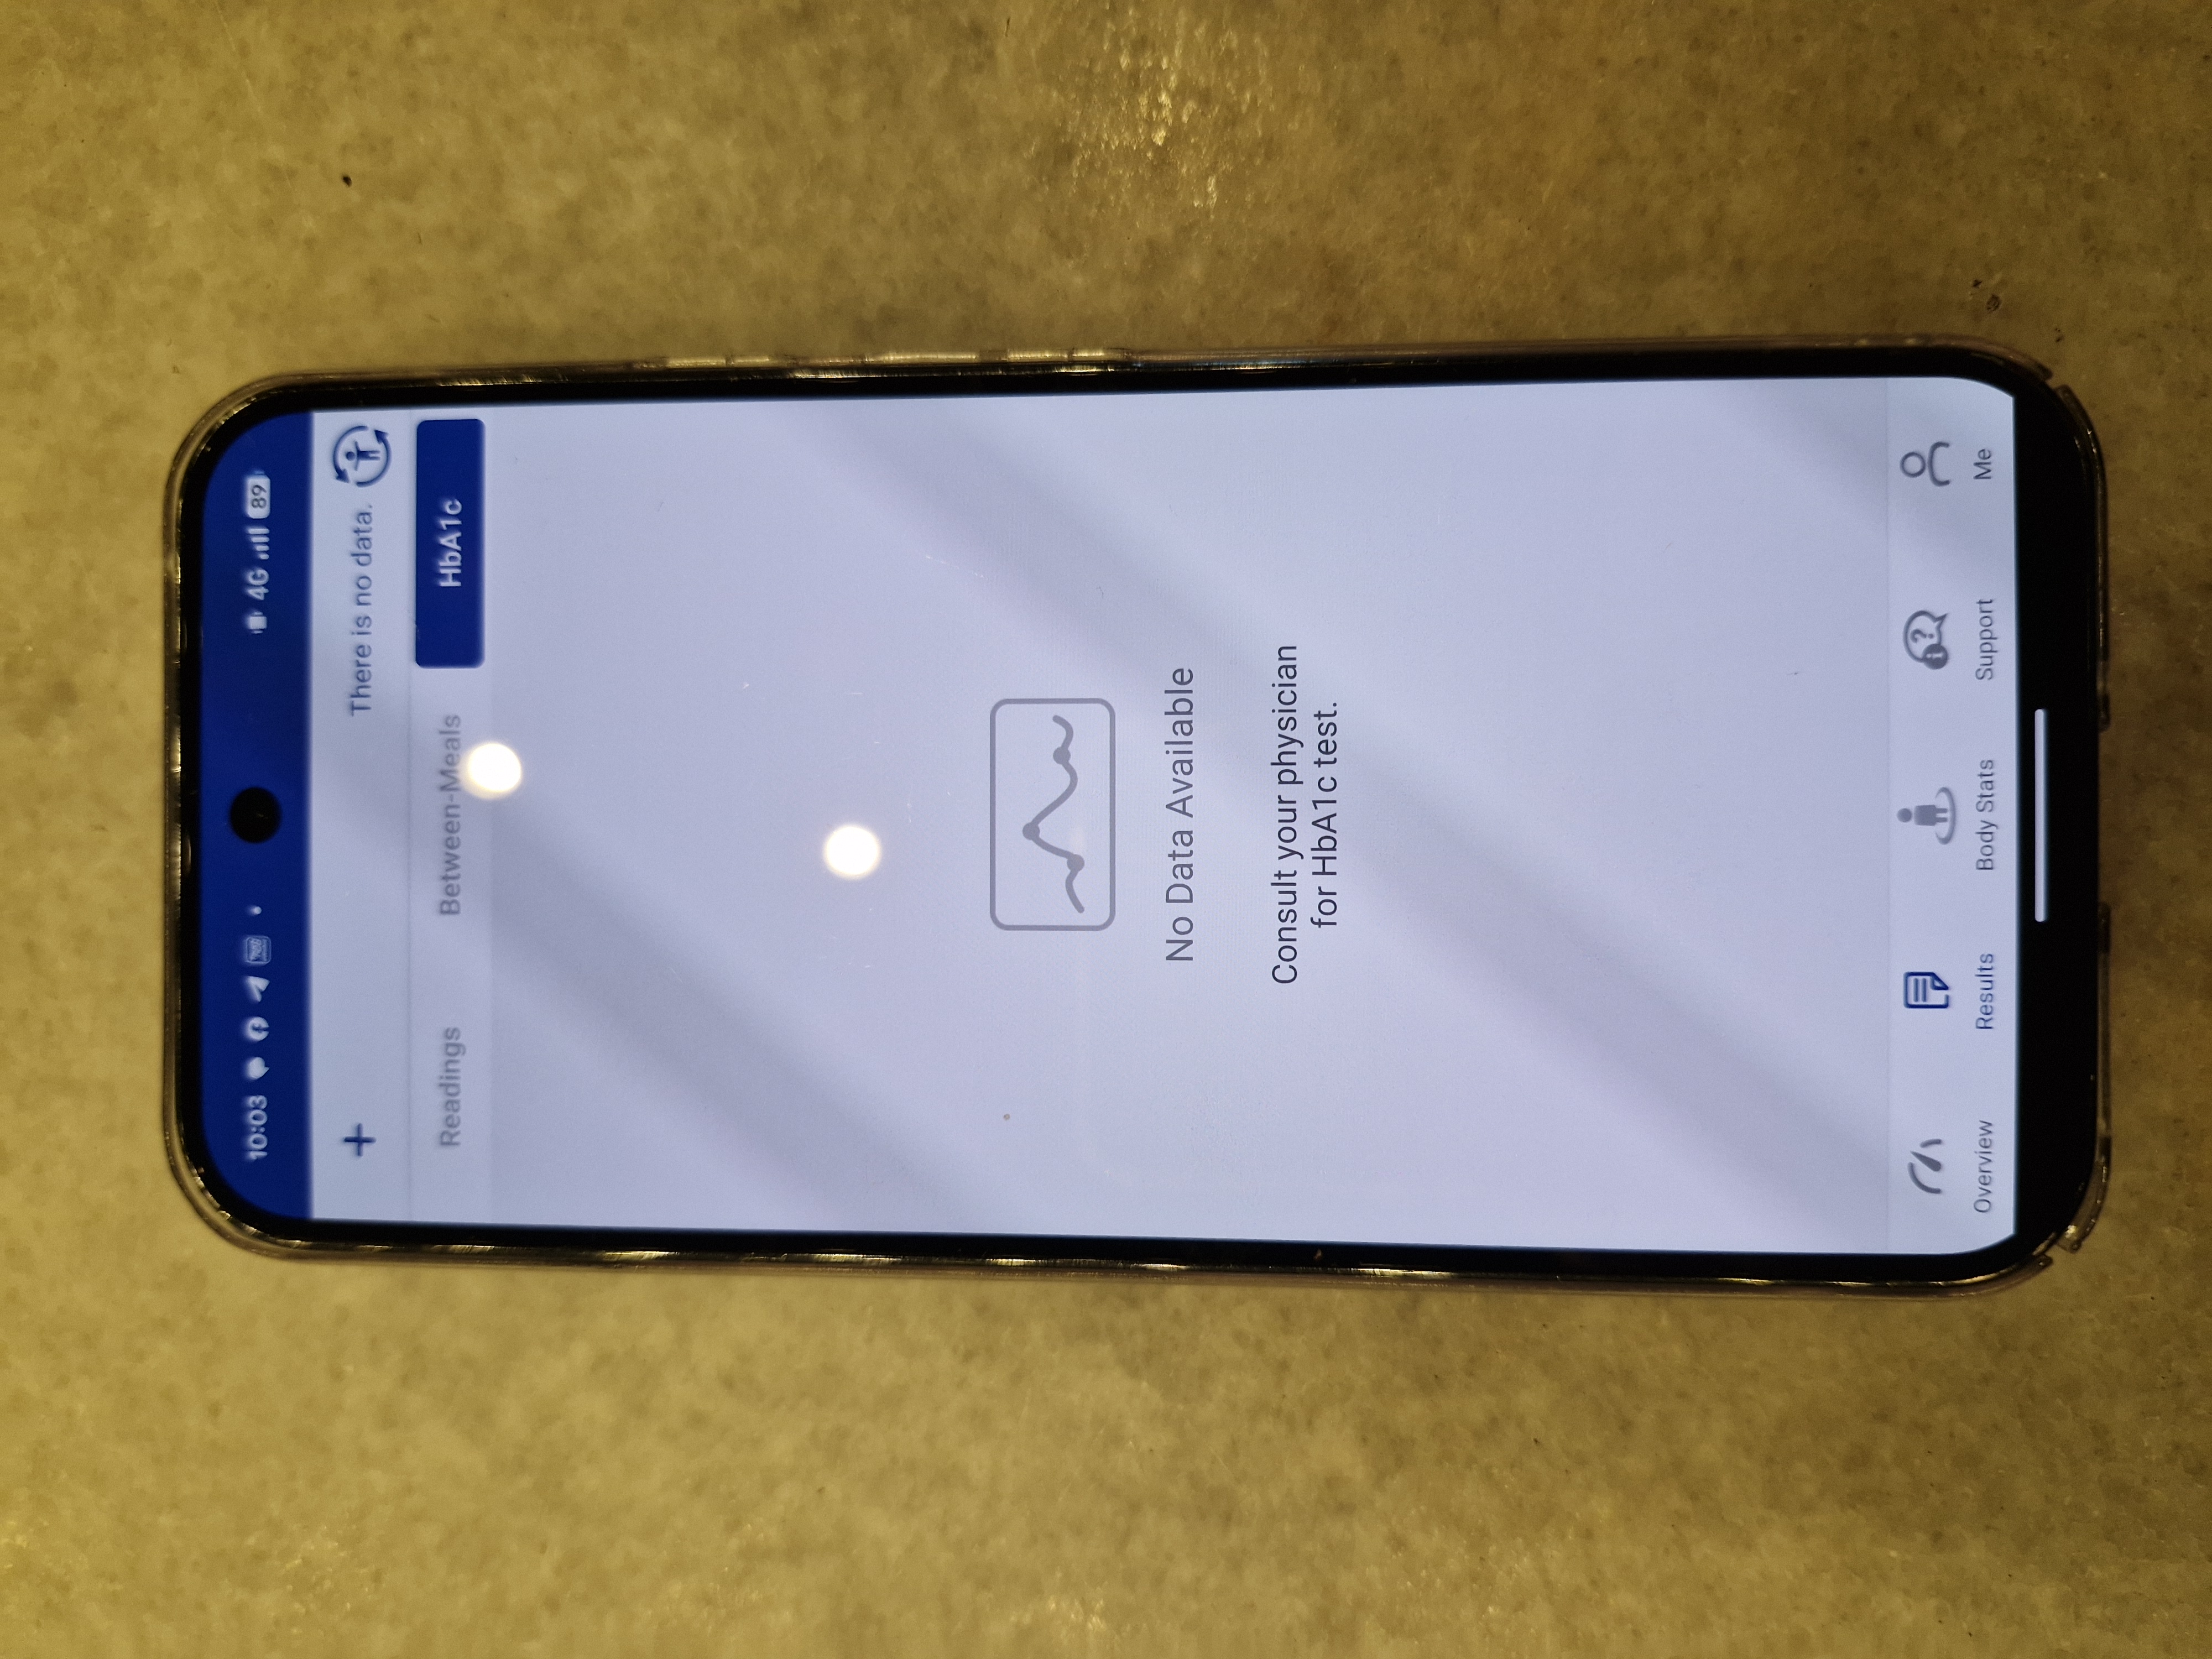 10:03 4G 89
+ There is no data.
Readings Between-Meals HbA1c
No Data Available
Consult your physician
for HbA1c test.
Overview Results Body Stats Support Me